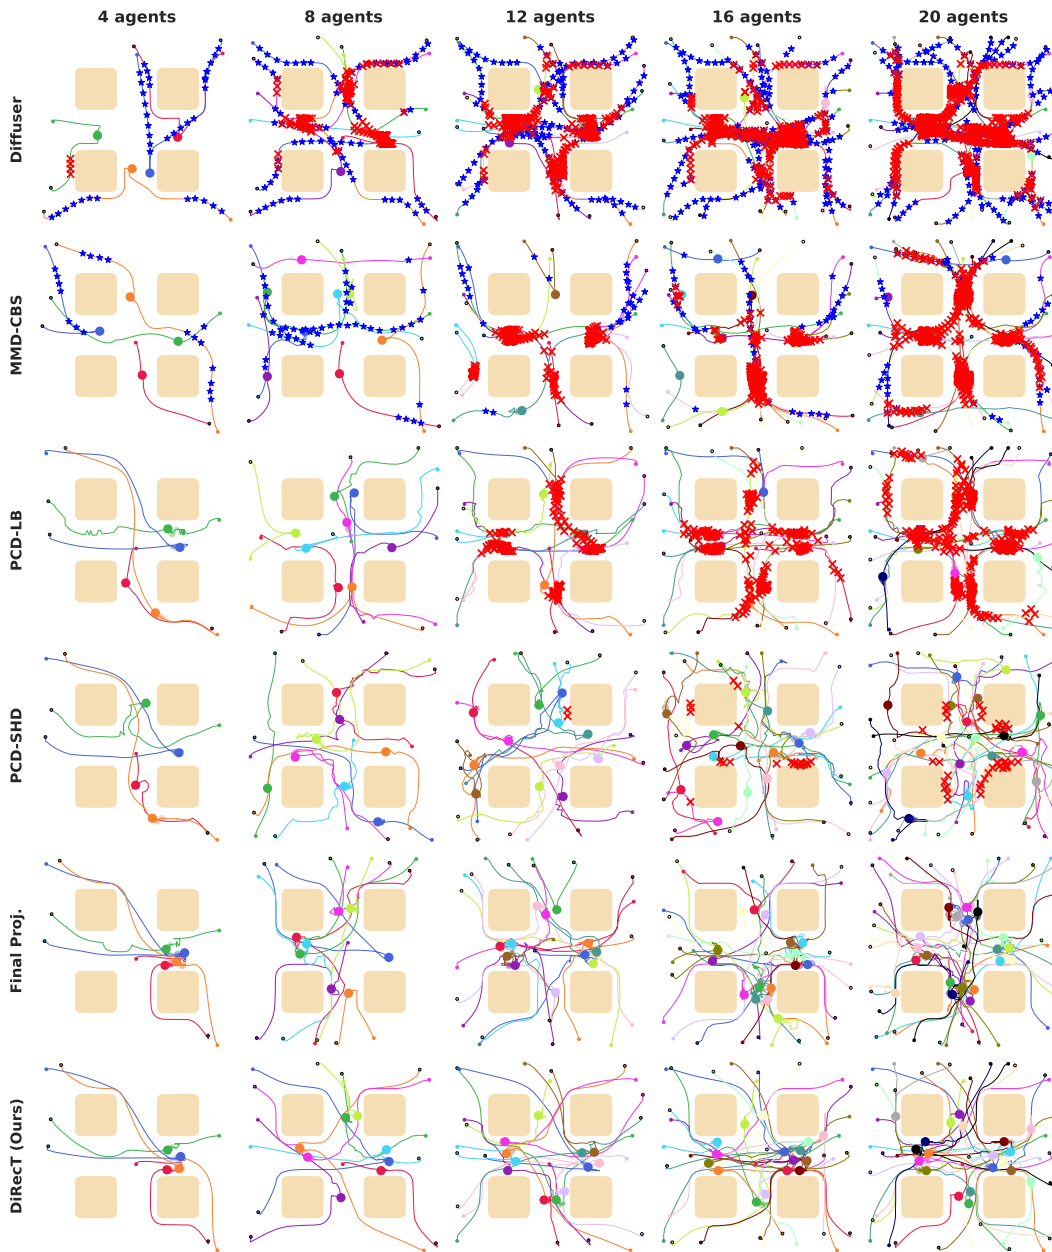 4 agents 8 agents 12 agents 16 agents 20 agents
Diffuser
MMD-CBS
PCD-LB
PCD-SHD
Final Proj.
DiRecT (Ours)